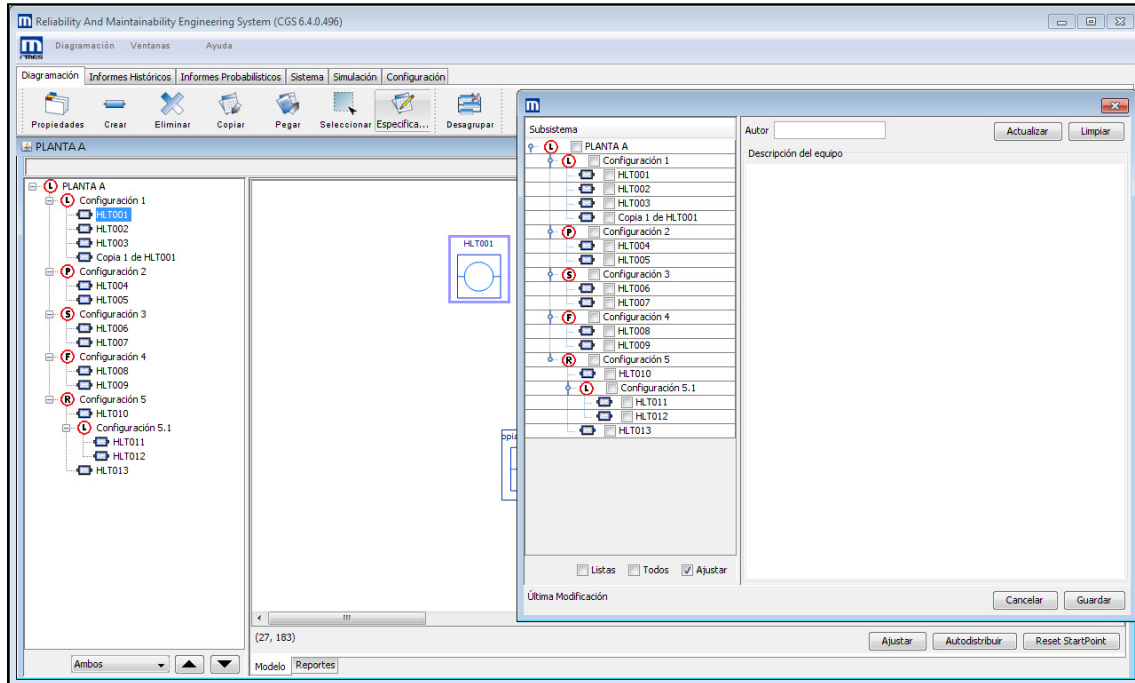 Reliability And Maintainability Engineering System (CGS 6.4.0.496)
rmes
Diagramación Ventanas Ayuda
Diagramación Informes Históricos Informes Probabilísticos Sistema Simulación Configuración
Propiedades Crear Eliminar Copiar Pegar Seleccionar Especifica... Desagrupar
PLANTA A
PLANTA A
Configuración 1
HLT001
HLT002
HLT003
Copia 1 de HLT001
Configuración 2
HLT004
HLT005
Configuración 3
HLT006
HLT007
Configuración 4
HLT008
HLT009
Configuración 5
HLT010
Configuración 5.1
HLT011
HLT012
HLT013
Ambos
HLT001
opia
(27, 183)
Ajustar Autodistribuir Reset StartPoint
Modelo Reportes
Subsistema
L PLANTA A
L Configuración 1
HLT001
HLT002
HLT003
Copia 1 de HLT001
P Configuración 2
HLT004
HLT005
S Configuración 3
HLT006
HLT007
F Configuración 4
HLT008
HLT009
R Configuración 5
HLT010
L Configuración 5.1
HLT011
HLT012
HLT013
Listas Todos Ajustar
Autor Actualizar Limpiar
Descripción del equipo
Última Modificación
Cancelar Guardar